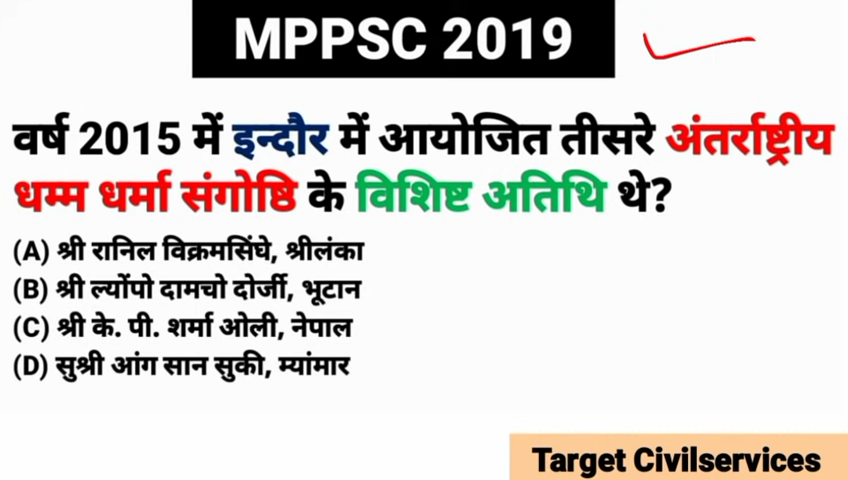 MPPSC 2019
वर्ष 2015 में इन्दौर में आयोजित तीसरे अंतर्राष्ट्रीय
धम्म धर्मा संगोष्ठि के विशिष्ट अतिथि थे?
(A) श्री रानिल विक्रमसिंघे, श्रीलंका
(B) श्री ल्योंपो दामचो दोर्जी, भूटान
(C) श्री के. पी. शर्मा ओली, नेपाल
(D) सुश्री आंग सान सुकी, म्यांमार
Target Civilservices